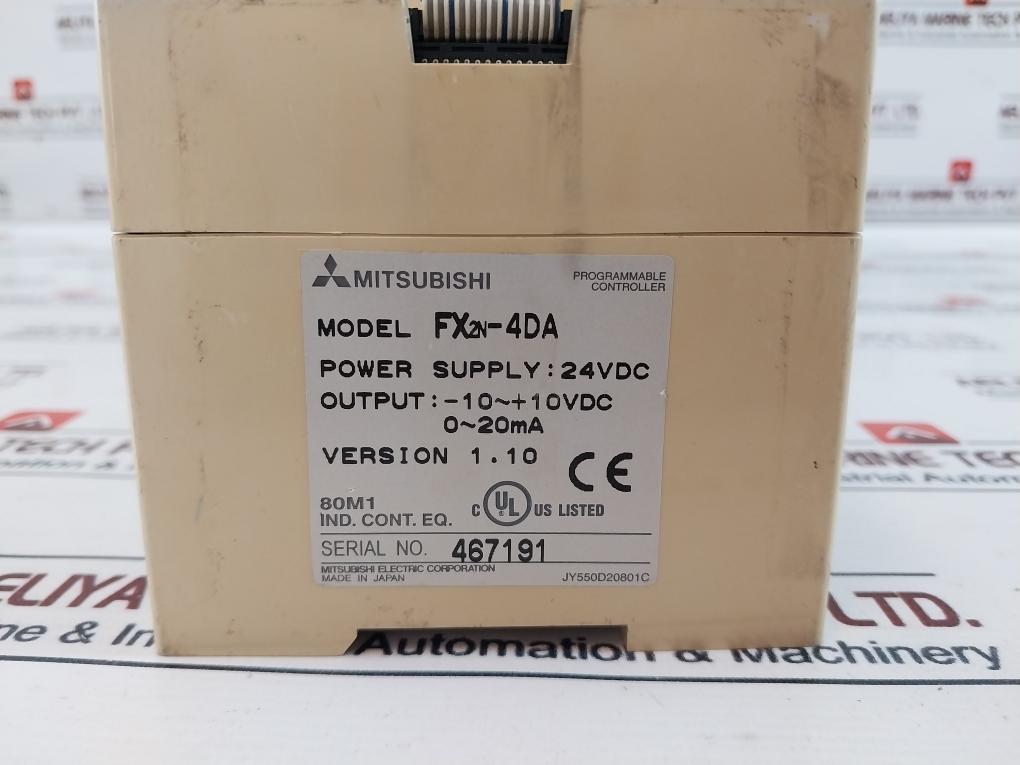 MITSUBISHI
PROGRAMMABLE
CONTROLLER
MODEL FX2N-4DA
POWER SUPPLY:24VDC
OUTPUT:-10~+10VDC
0~20mA
VERSION 1.10
CE
80M1
IND. CONT. EQ.
C UL US LISTED
SERIAL NO. 467191
MITSUBISHI ELECTRIC CORPORATION
MADE IN JAPAN
JY550D20801C
LTD.
Automation & Machinery